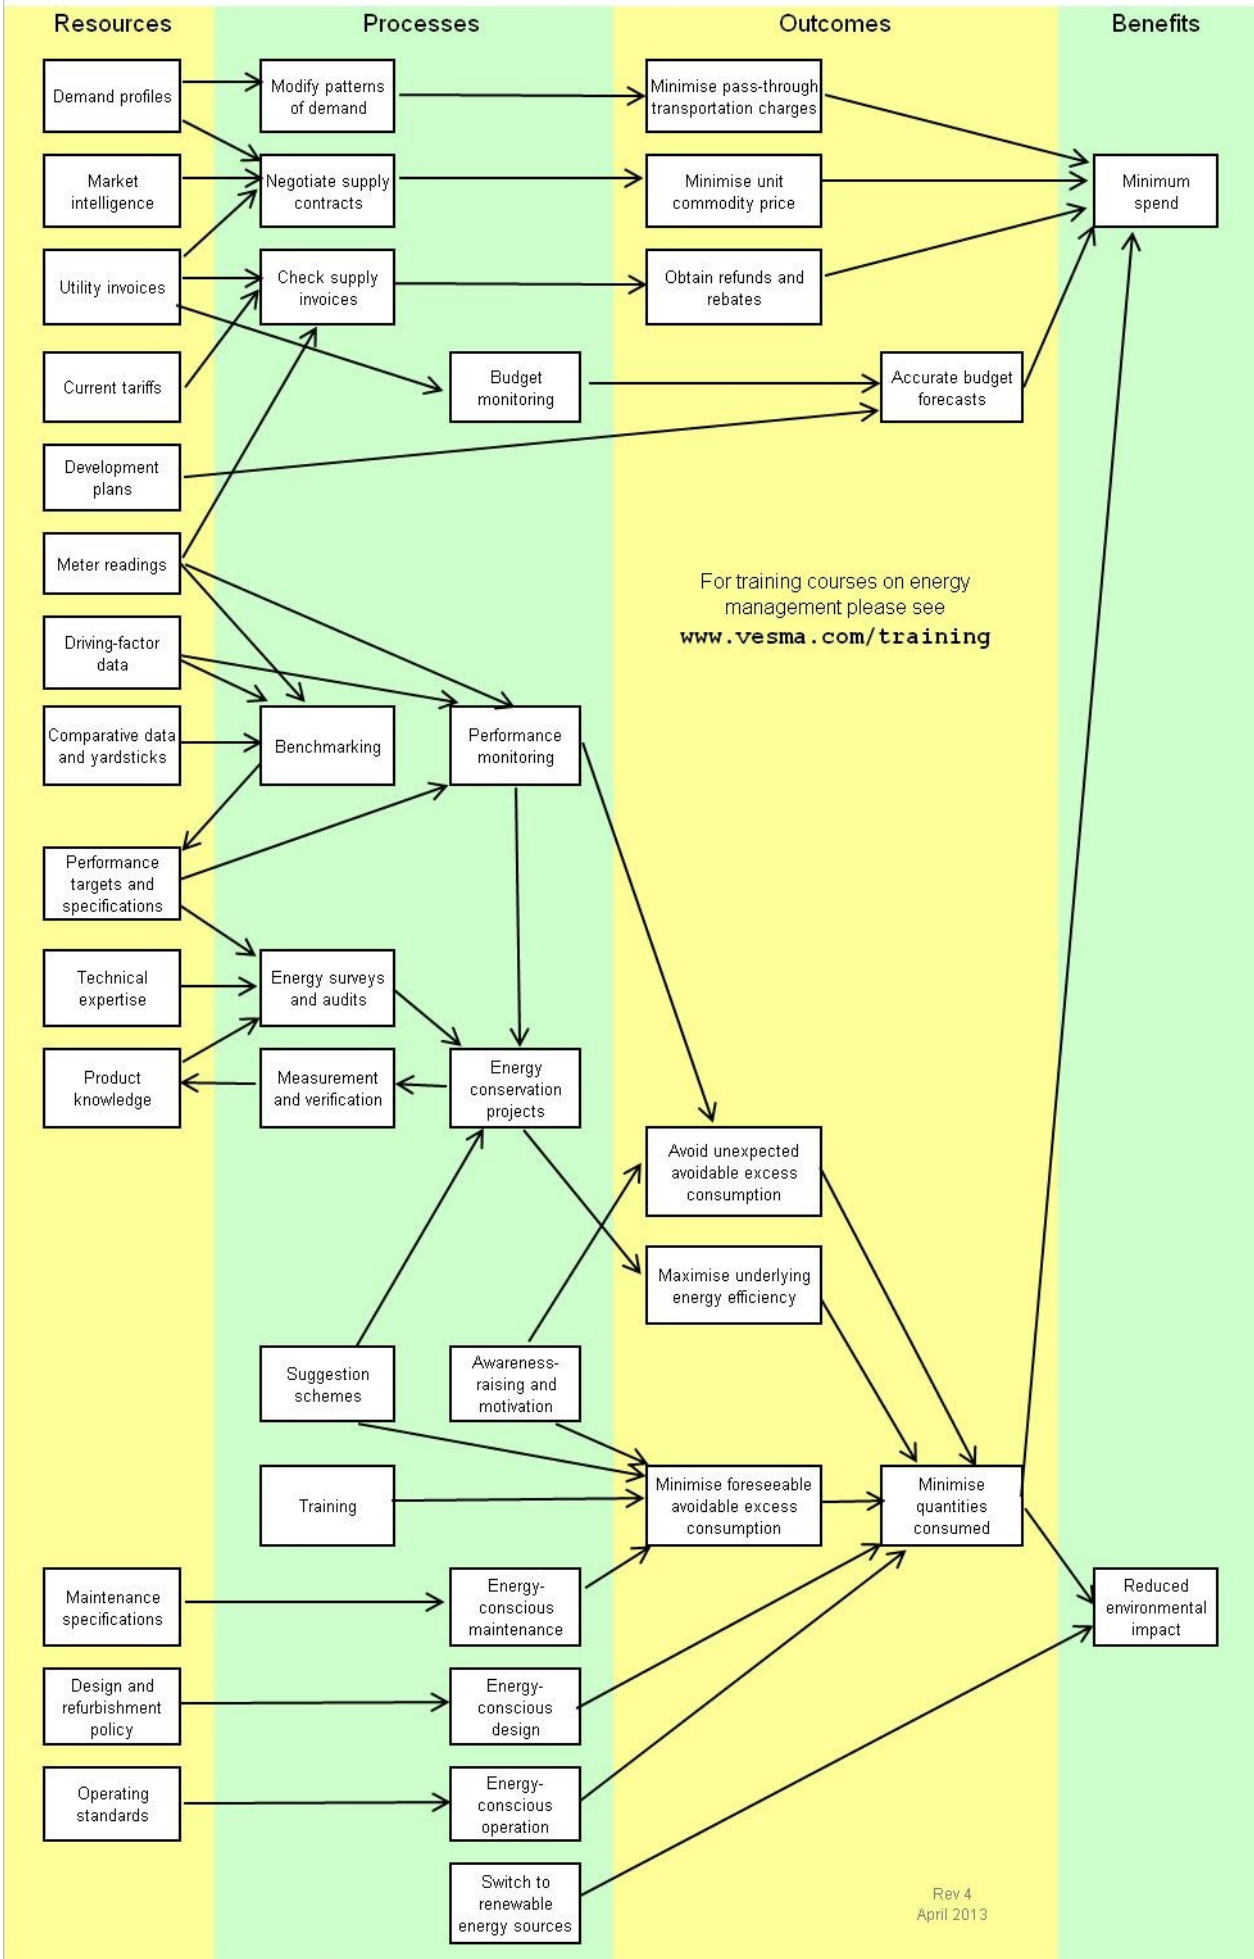 Resources
Processes
Outcomes
Benefits
Demand profiles
Modify patterns
of demand
Minimise pass-through
transportation charges
Market
intelligence
Negotiate supply
contracts
Minimise unit
commodity price
Minimum
spend
Utility invoices
Check supply
invoices
Obtain refunds and
rebates
Current tariffs
Budget
monitoring
Accurate budget
forecasts
Development
plans
Meter readings
For training courses on energy
management please see
www.vesma.com/training
Driving-factor
data
Comparative data
and yardsticks
Benchmarking
Performance
monitoring
Performance
targets and
specifications
Technical
expertise
Energy surveys
and audits
Product
knowledge
Measurement
and verification
Energy
conservation
projects
Avoid unexpected
avoidable excess
consumption
Maximise underlying
energy efficiency
Suggestion
schemes
Awareness-
raising and
motivation
Training
Minimise foreseeable
avoidable excess
consumption
Minimise
quantities
consumed
Maintenance
specifications
Energy-
conscious
maintenance
Reduced
environmental
impact
Design and
refurbishment
policy
Energy-
conscious
design
Operating
standards
Energy-
conscious
operation
Switch to
renewable
energy sources
Rev 4
April 2013